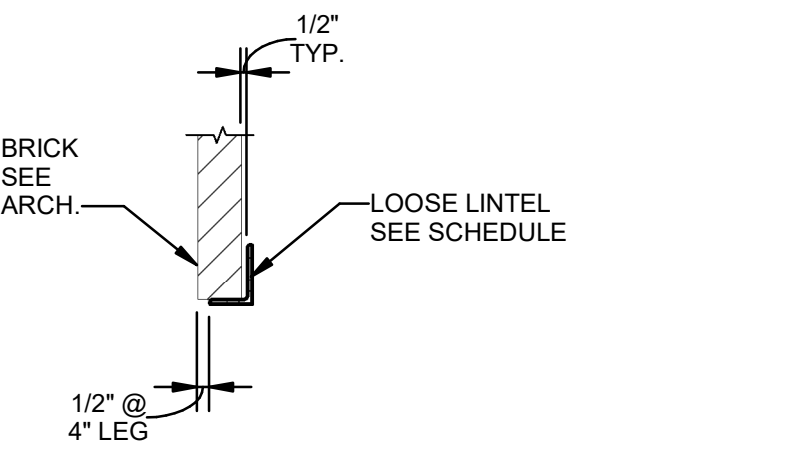 1/2"
TYP.
BRICK
SEE
ARCH.
LOOSE LINTEL
SEE SCHEDULE
1/2" @
4" LEG